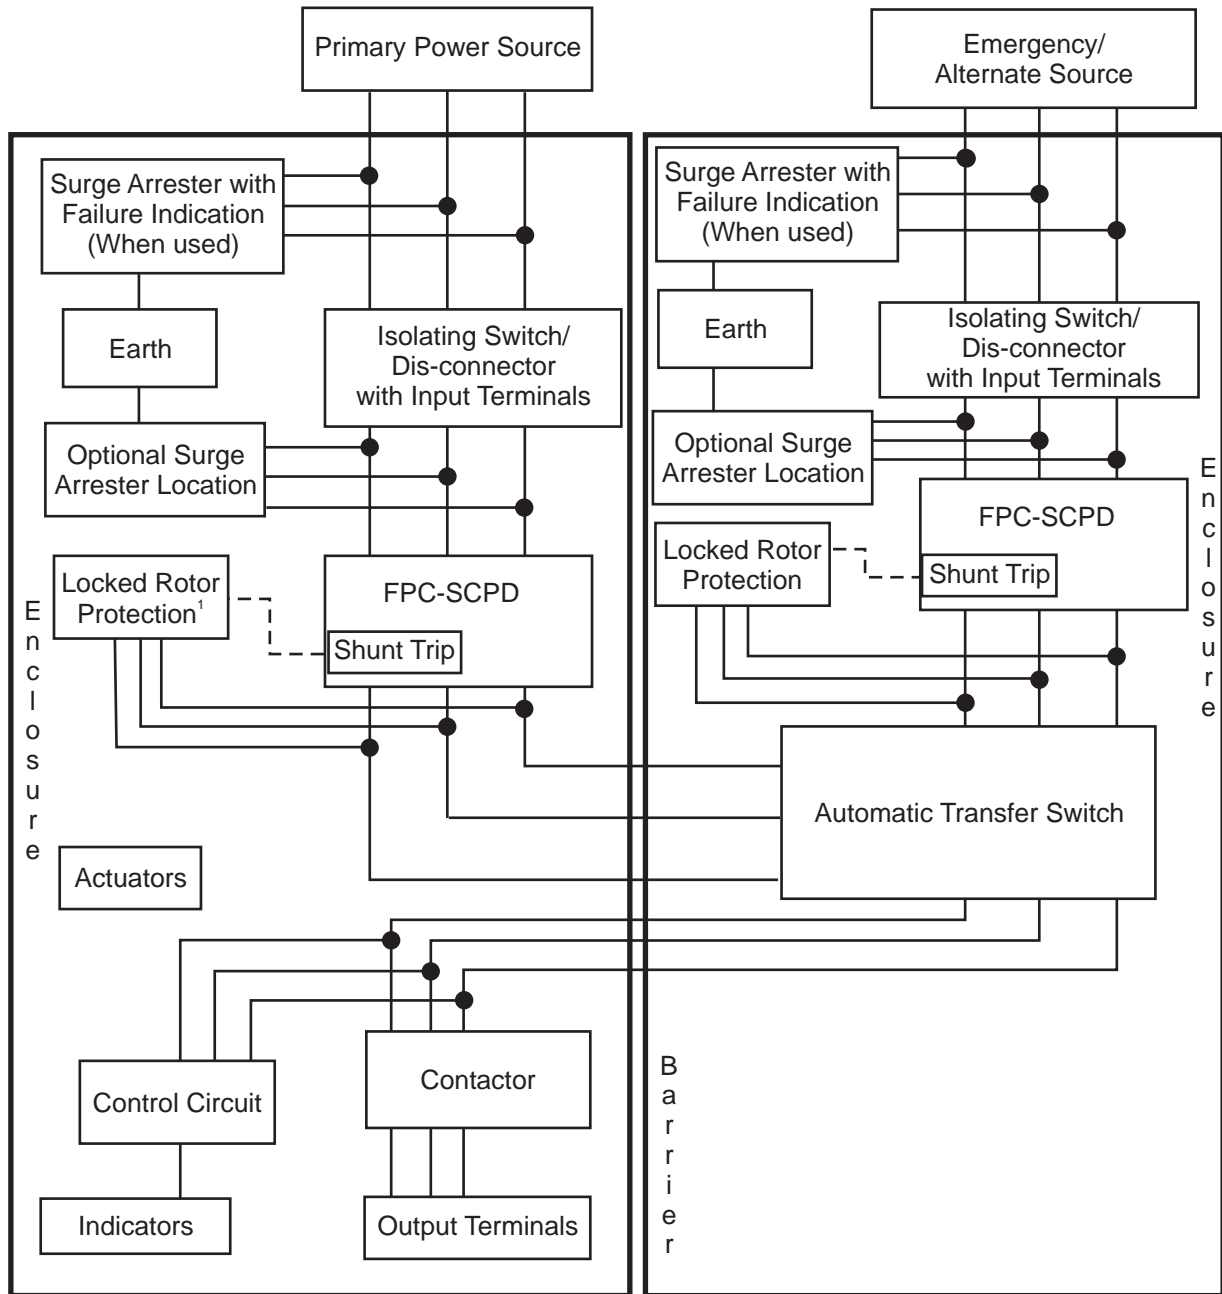 Primary Power Source
Emergency/
Alternate Source
Surge Arrester with
Failure Indication
(When used)
Earth
Isolating Switch/
Dis-connector
with Input Terminals
Optional Surge
Arrester Location
Locked Rotor
Protection¹
FPC-SCPD
Shunt Trip
Enclosure
Actuators
Control Circuit
Contactor
Indicators
Output Terminals
Surge Arrester with
Failure Indication
(When used)
Earth
Isolating Switch/
Dis-connector
with Input Terminals
Optional Surge
Arrester Location
Locked Rotor
Protection
FPC-SCPD
Shunt Trip
Enclosure
Automatic Transfer Switch
Barrier